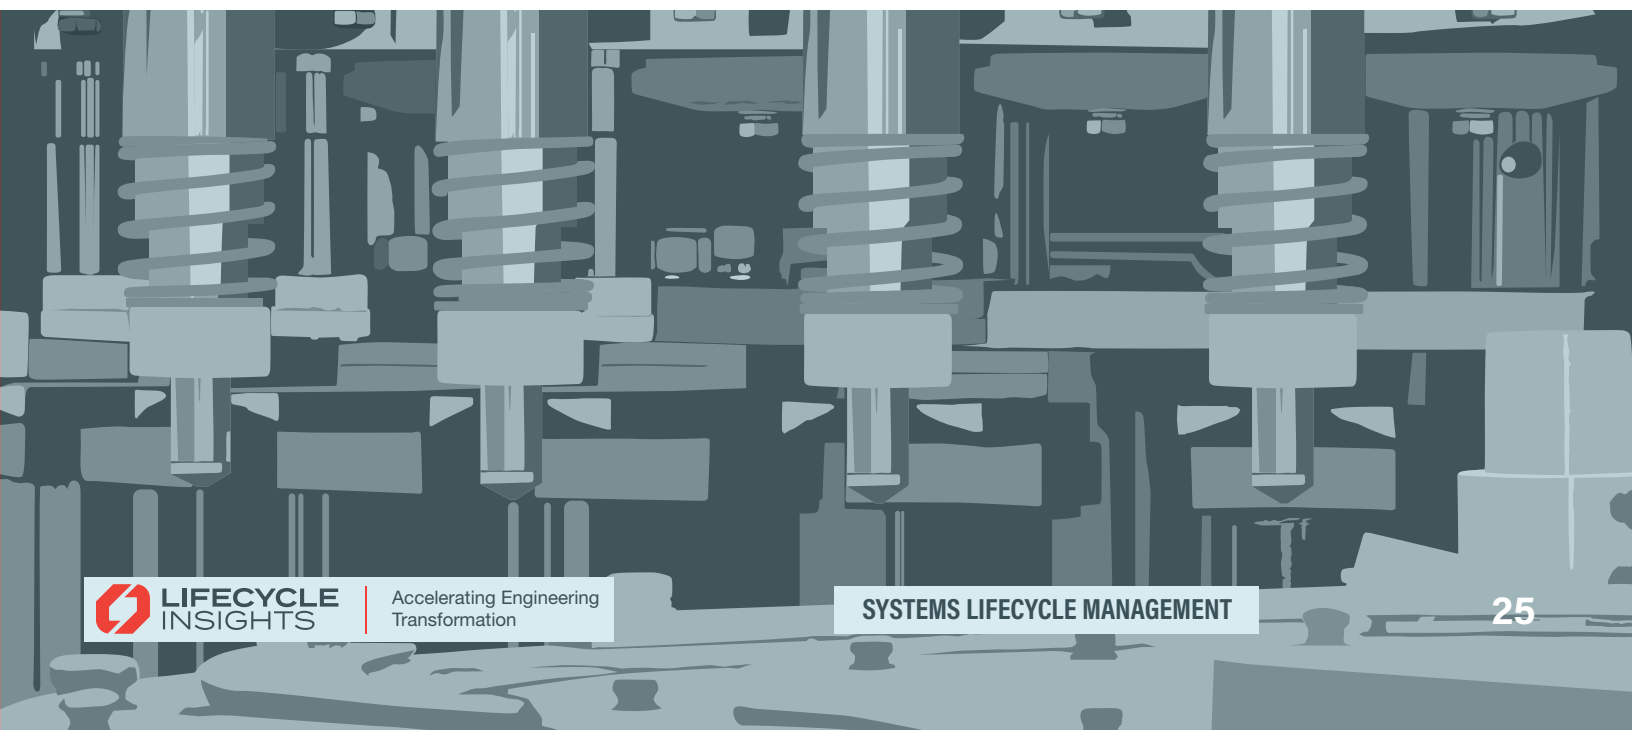 LIFECYCLE
INSIGHTS
Accelerating Engineering
Transformation
SYSTEMS LIFECYCLE MANAGEMENT
25